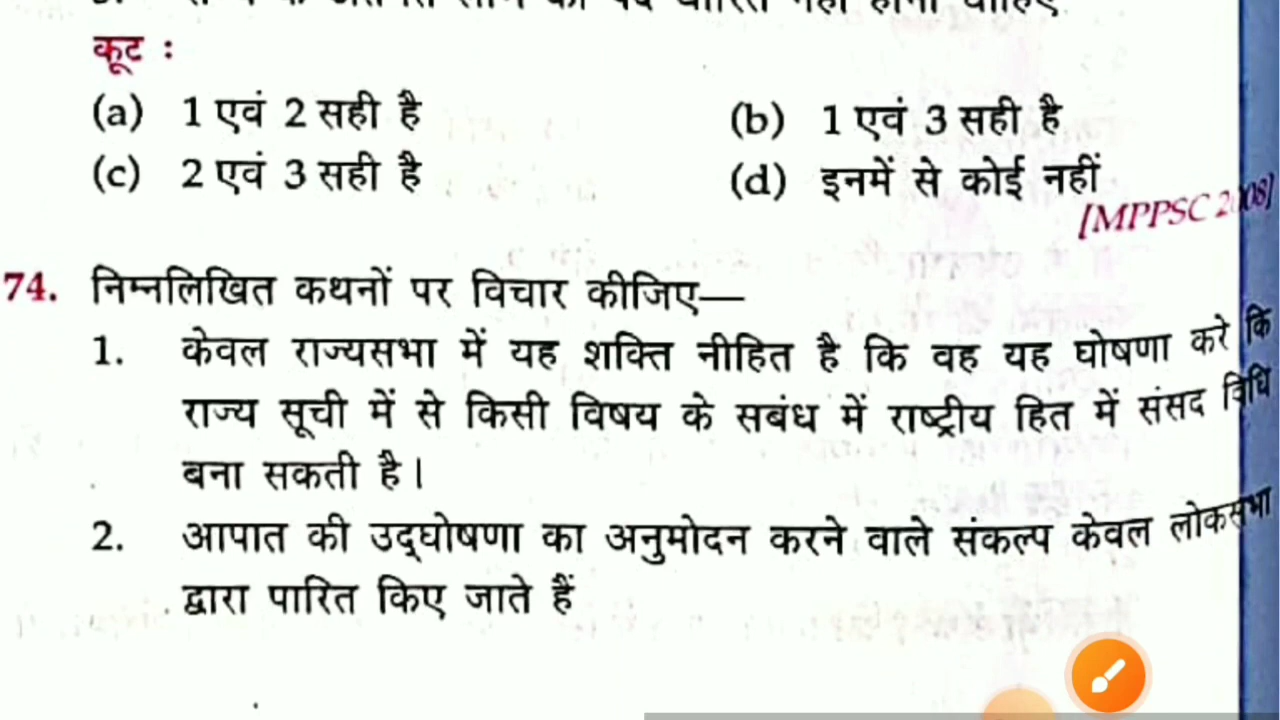 कूट :
(a) 1 एवं 2 सही है (b) 1 एवं 3 सही है
(c) 2 एवं 3 सही है (d) इनमें से कोई नहीं
[MPPSC 2008]
74. निम्नलिखित कथनों पर विचार कीजिए—
1. केवल राज्यसभा में यह शक्ति नीहित है कि वह यह घोषणा करे कि
राज्य सूची में से किसी विषय के सबंध में राष्ट्रीय हित में संसद विधि
बना सकती है।
2. आपात की उद्घोषणा का अनुमोदन करने वाले संकल्प केवल लोकसभा
द्वारा पारित किए जाते हैं